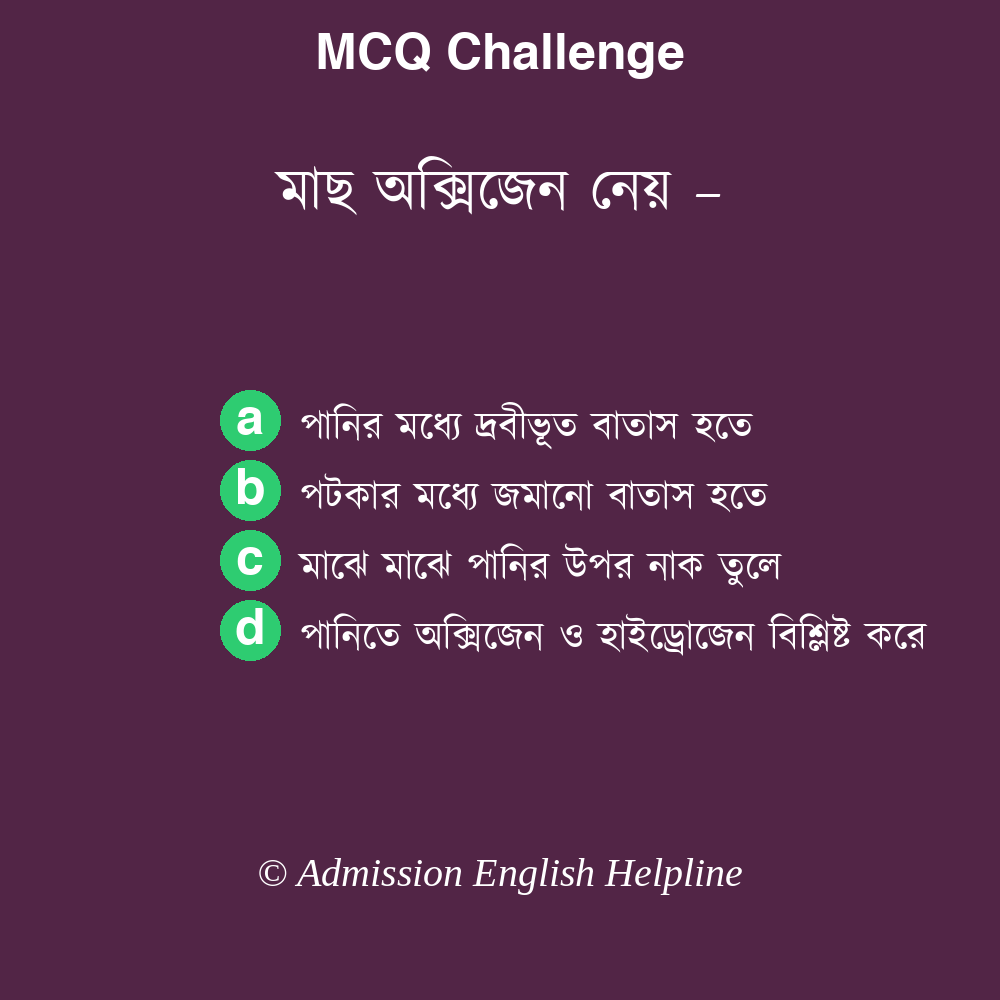 MCQ Challenge
মাছ অক্সিজেন নেয় –
a পানির মধ্যে দ্রবীভূত বাতাস হতে
b পটকার মধ্যে জমানো বাতাস হতে
c মাঝে মাঝে পানির উপর নাক তুলে
d পানিতে অক্সিজেন ও হাইড্রোজেন বিশ্লিষ্ট করে
© Admission English Helpline